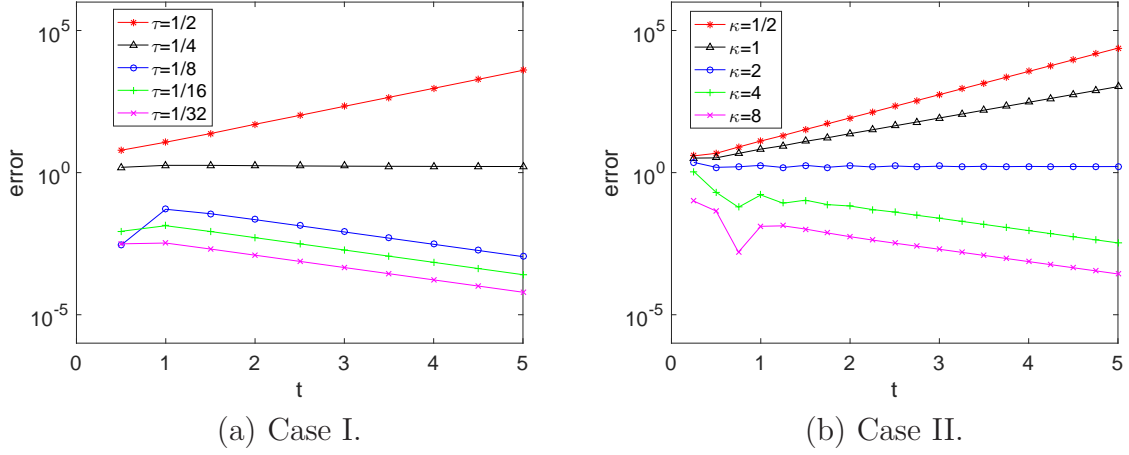 10^5
10^0
10^-5
error
τ=1/2
τ=1/4
τ=1/8
τ=1/16
τ=1/32
0 1 2 3 4 5
t
(a) Case I.
10^5
10^0
10^-5
error
κ=1/2
κ=1
κ=2
κ=4
κ=8
0 1 2 3 4 5
t
(b) Case II.